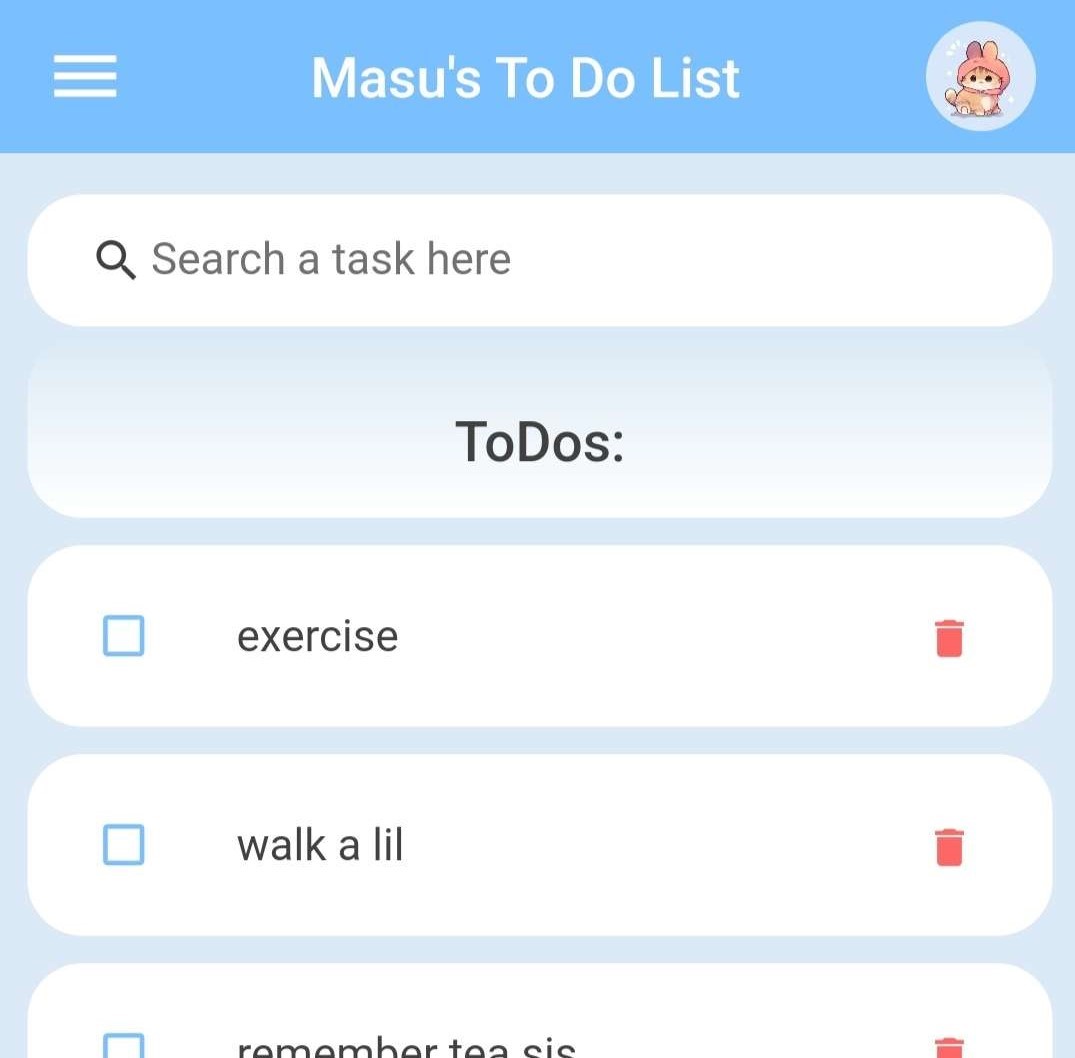 Masu's To Do List
Search a task here
ToDos:
exercise
walk a lil
remember tea sis